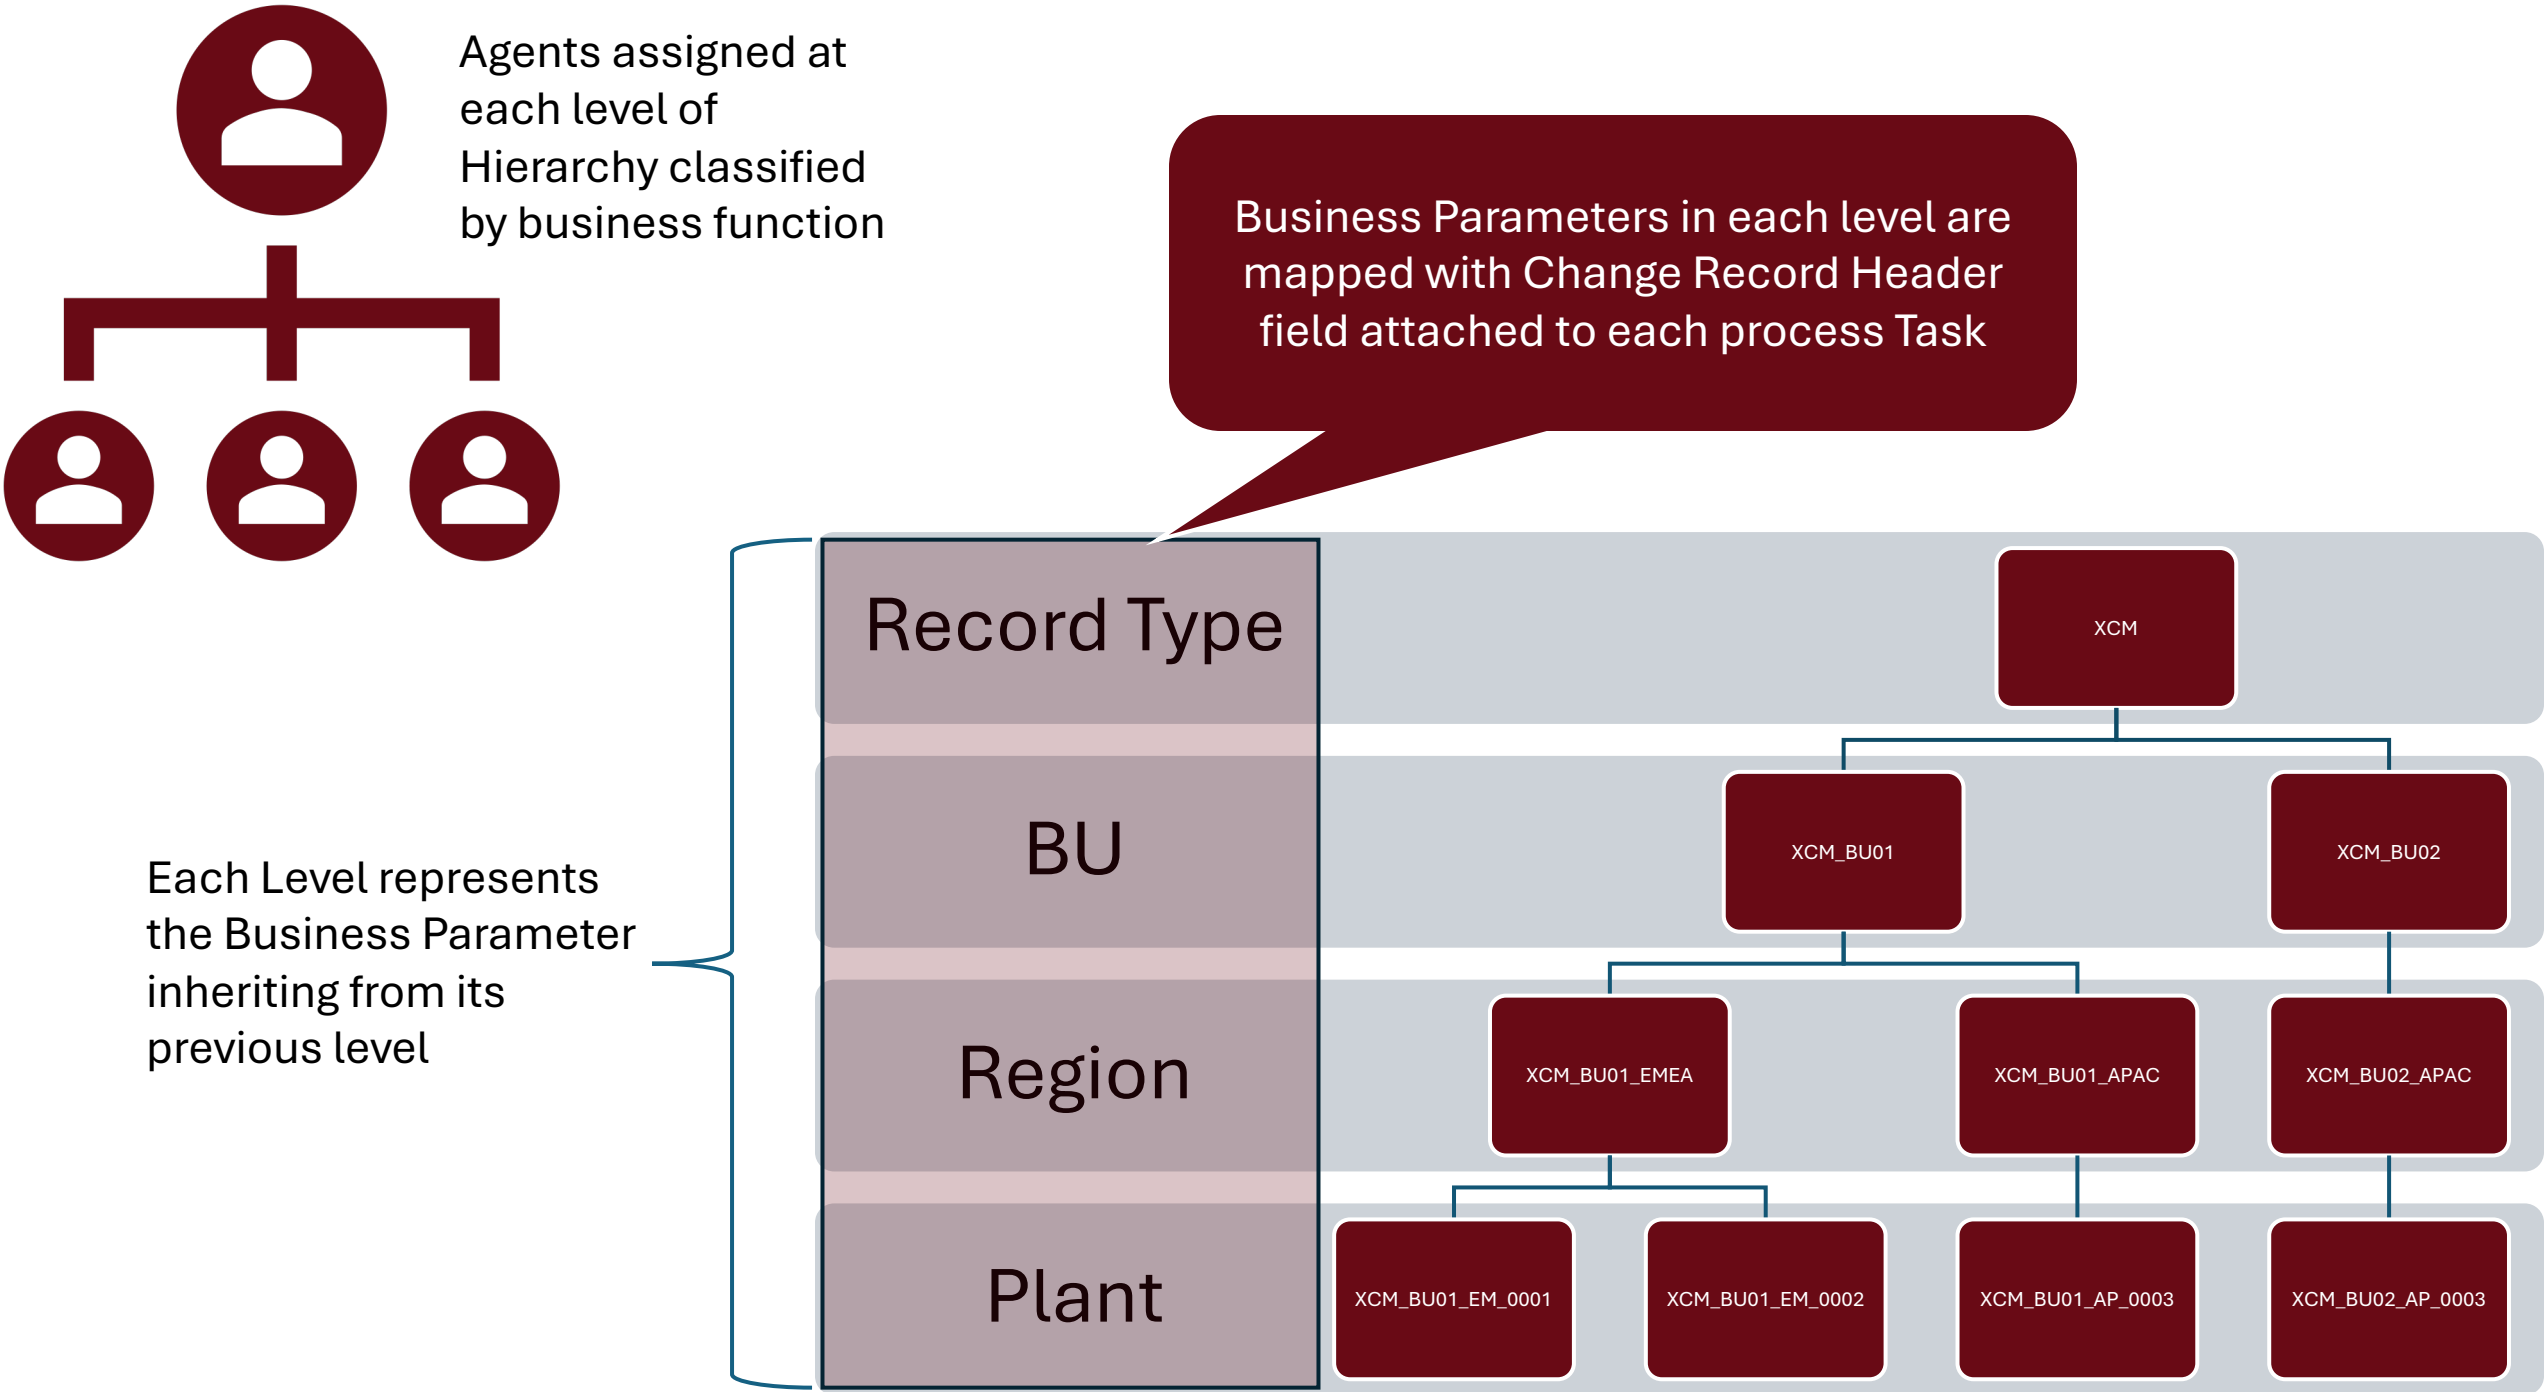 Agents assigned at
each level of
Hierarchy classified
by business function
Business Parameters in each level are
mapped with Change Record Header
field attached to each process Task
Each Level represents
the Business Parameter
inheriting from its
previous level
Record Type
XCM
BU
XCM_BU01
XCM_BU02
Region
XCM_BU01_EMEA
XCM_BU01_APAC
XCM_BU02_APAC
Plant
XCM_BU01_EM_0001
XCM_BU01_EM_0002
XCM_BU01_AP_0003
XCM_BU02_AP_0003